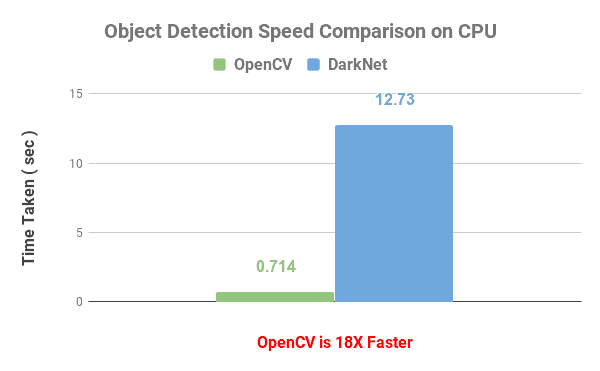 Object Detection Speed Comparison on CPU
OpenCV DarkNet
Time Taken ( sec )
15
12.73
10
5
0.714
0
OpenCV is 18X Faster